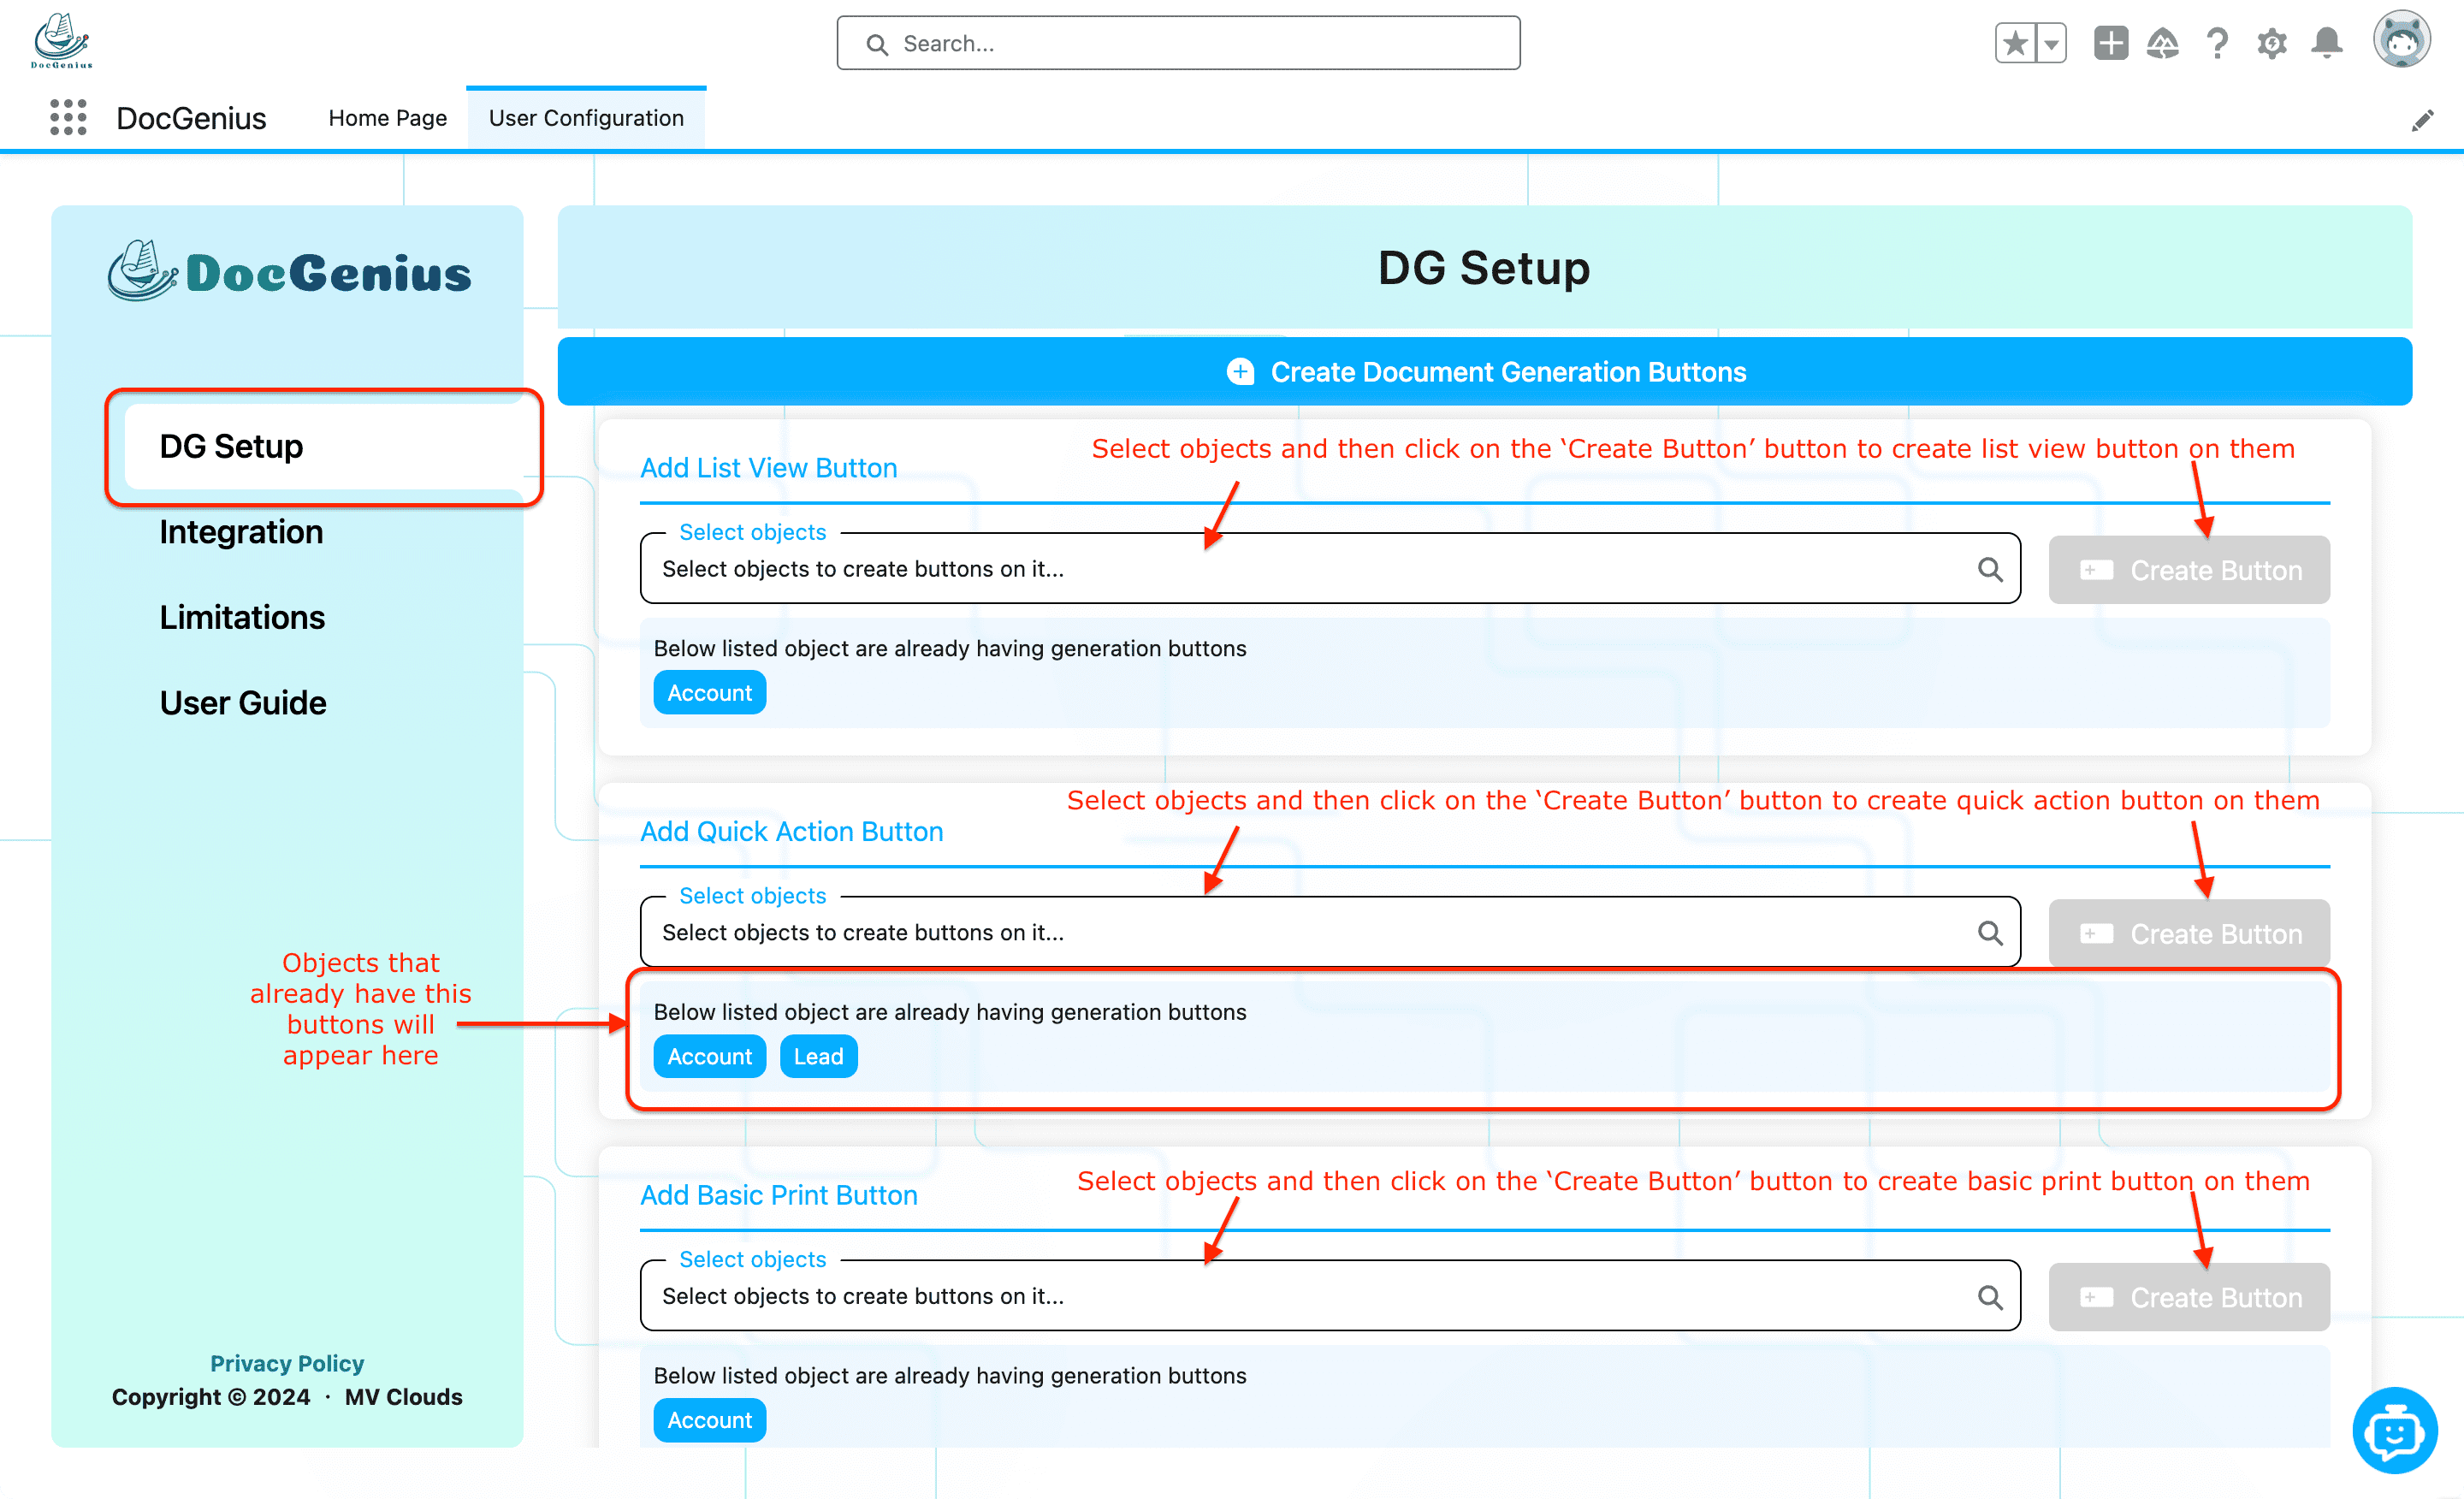 DocGenius
Search...
DocGenius
Home Page
User Configuration
DocGenius
DG Setup
Integration
Limitations
User Guide
Objects that
already have this
buttons will
appear here
Privacy Policy
Copyright © 2024 · MV Clouds
DG Setup
Create Document Generation Buttons
Select objects and then click on the ‘Create Button’ button to create list view button on them
Add List View Button
Select objects
Select objects to create buttons on it...
Create Button
Below listed object are already having generation buttons
Account
Select objects and then click on the ‘Create Button’ button to create quick action button on them
Add Quick Action Button
Select objects
Select objects to create buttons on it...
Create Button
Below listed object are already having generation buttons
Account Lead
Select objects and then click on the ‘Create Button’ button to create basic print button on them
Add Basic Print Button
Select objects
Select objects to create buttons on it...
Create Button
Below listed object are already having generation buttons
Account